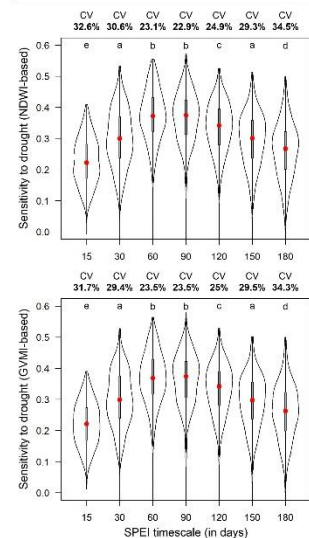 CV CV CV CV CV CV CV
32.6% 30.6% 23.1% 22.9% 24.9% 29.3% 34.5%
e a b b c a d
0.6
0.5
0.4
0.3
0.2
0.1
0.0
Sensitivity to drought (NDWI-based)
15 30 60 90 120 150 180
CV CV CV CV CV CV CV
31.7% 29.4% 23.5% 23.5% 25% 29.5% 34.3%
e a b b c a d
0.6
0.5
0.4
0.3
0.2
0.1
0.0
Sensitivity to drought (GVMI-based)
15 30 60 90 120 150 180
SPEI timescale (in days)